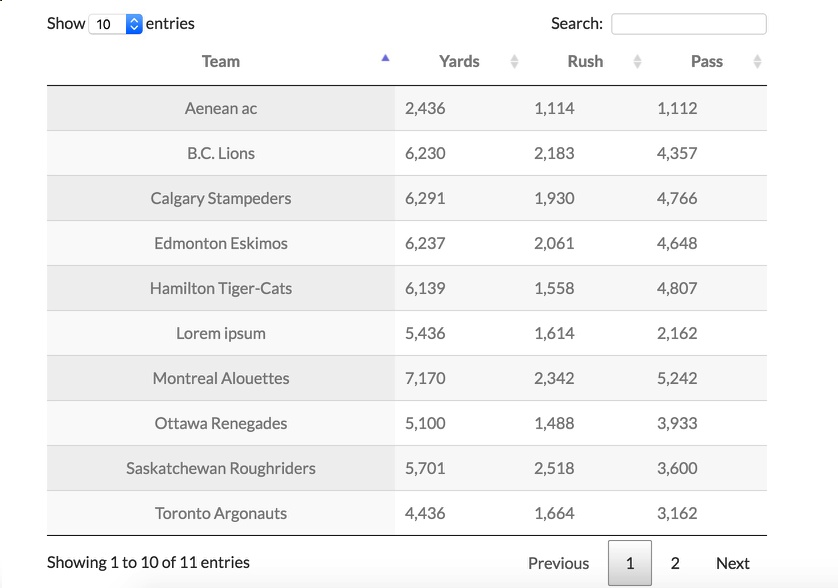 Show 10 entries Search:
Team Yards Rush Pass
Aenean ac 2,436 1,114 1,112
B.C. Lions 6,230 2,183 4,357
Calgary Stampeders 6,291 1,930 4,766
Edmonton Eskimos 6,237 2,061 4,648
Hamilton Tiger-Cats 6,139 1,558 4,807
Lorem ipsum 5,436 1,614 2,162
Montreal Alouettes 7,170 2,342 5,242
Ottawa Renegades 5,100 1,488 3,933
Saskatchewan Roughriders 5,701 2,518 3,600
Toronto Argonauts 4,436 1,664 3,162
Showing 1 to 10 of 11 entries Previous 1 2 Next